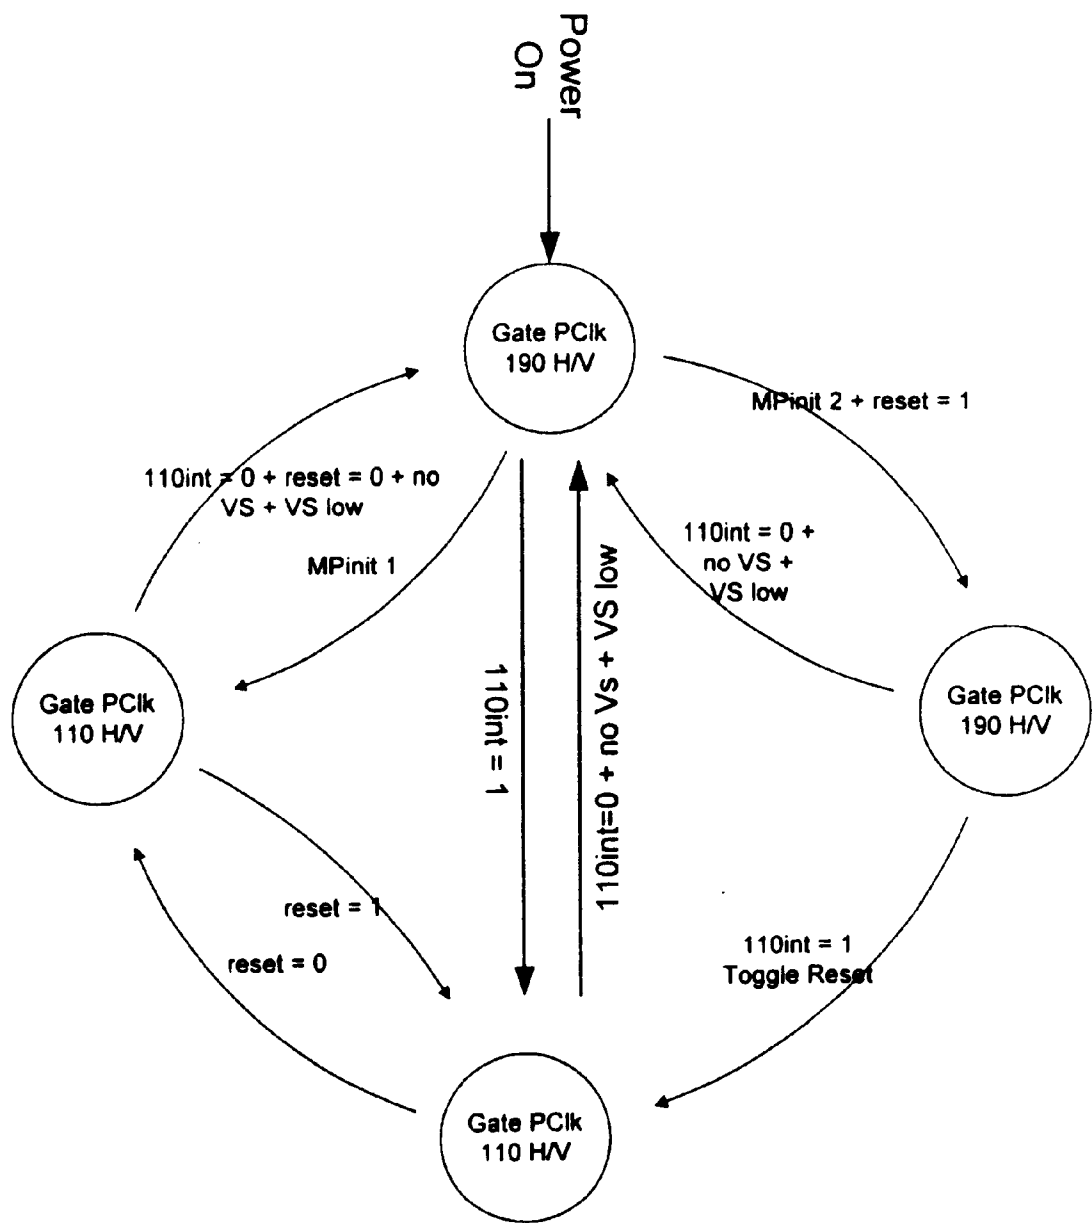 Power
On
Gate PClk
190 H/V
MPinit 2 + reset = 1
110int = 0 + reset = 0 + no
VS + VS low
MPinit 1
110int = 0 +
no VS +
VS low
110int = 1
110int=0 + no Vs + VS low
Gate PClk
110 H/V
Gate PClk
190 H/V
reset = 1
reset = 0
110int = 1
Toggle Reset
Gate PClk
110 H/V